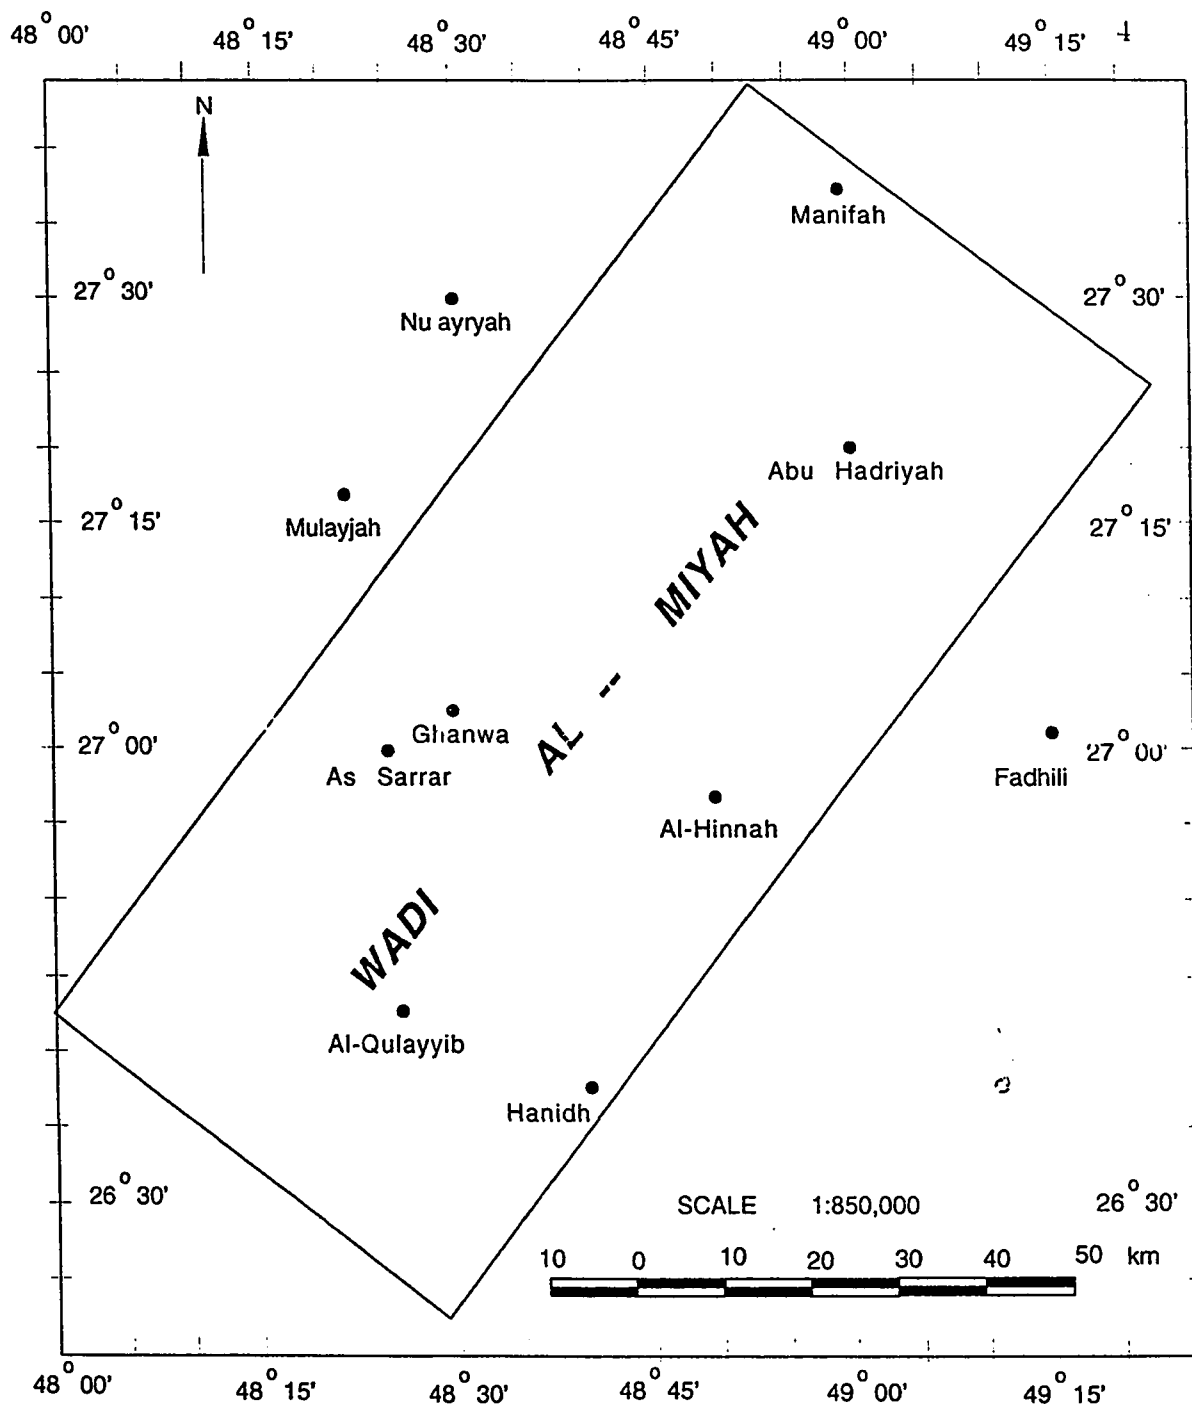 48° 00' 48° 15' 48° 30' 48° 45' 49° 00' 49° 15'
N
Manifah
27° 30' 27° 30'
Nu ayryah
Abu Hadriyah
Mulayjah
27° 15' 27° 15'
WADI AL -- MIYAH
Ghanwa
27° 00' 27° 00'
As Sarrar
Fadhili
Al-Hinnah
Al-Qulayyib
Hanidh
26° 30' 26° 30'
SCALE 1:850,000
10 0 10 20 30 40 50 km
48° 00' 48° 15' 48° 30' 48° 45' 49° 00' 49° 15'